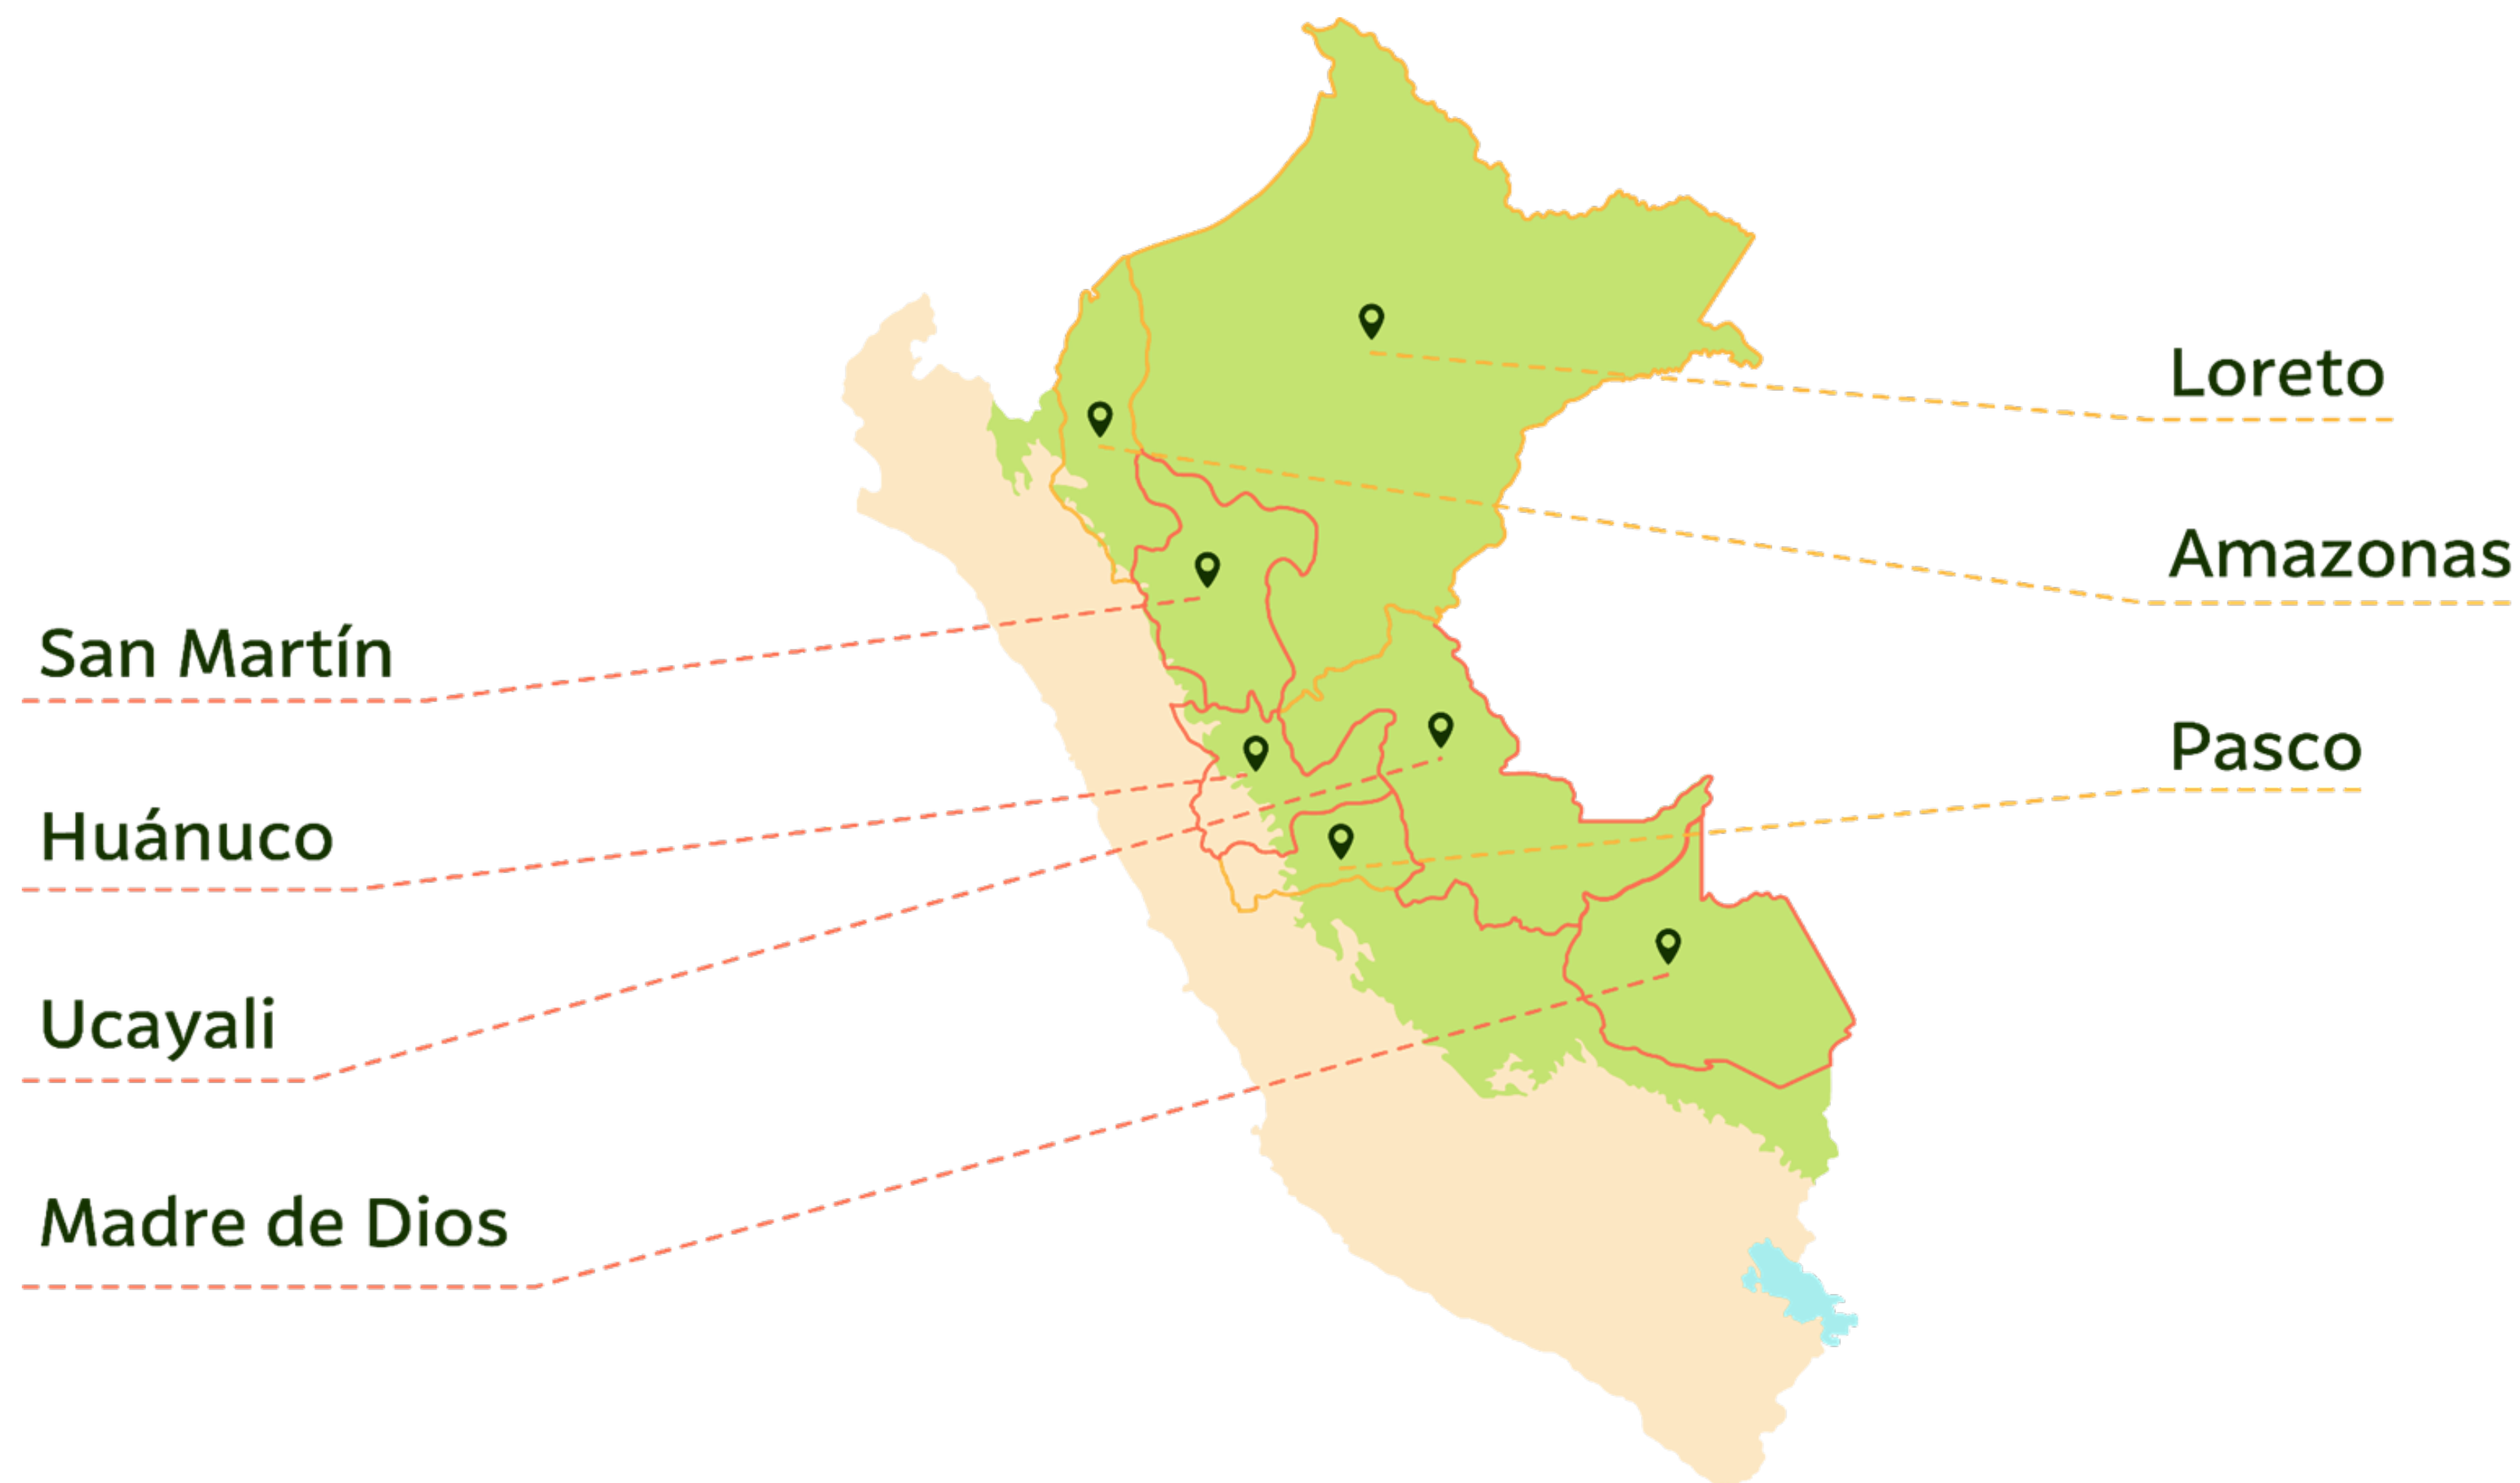 San Martín
Huánuco
Ucayali
Madre de Dios
Loreto
Amazonas
Pasco